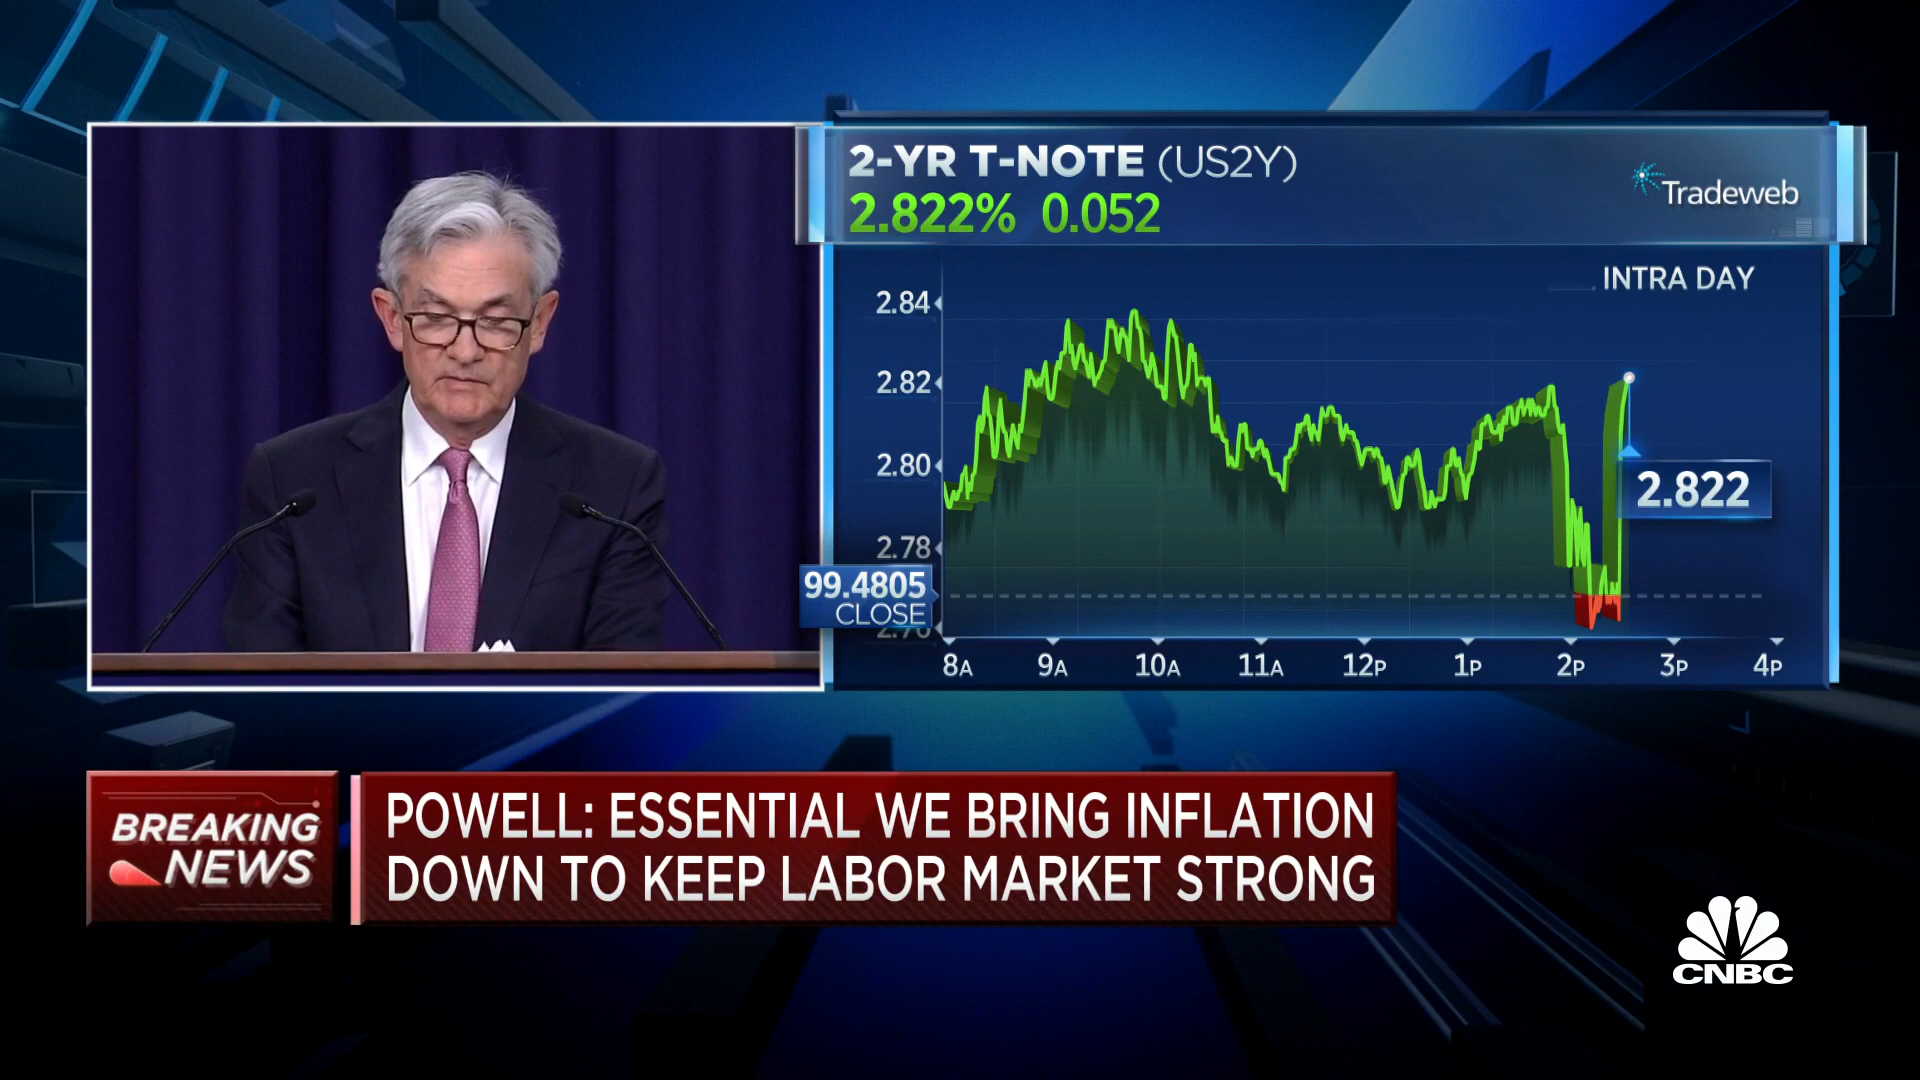 2-YR T-NOTE (US2Y)
2.822% 0.052
Tradeweb
INTRA DAY
2.84
2.82
2.80
2.78
2.76
99.4805
CLOSE
2.822
8A 9A 10A 11A 12P 1P 2P 3P 4P
BREAKING
NEWS
POWELL: ESSENTIAL WE BRING INFLATION
DOWN TO KEEP LABOR MARKET STRONG
CNBC